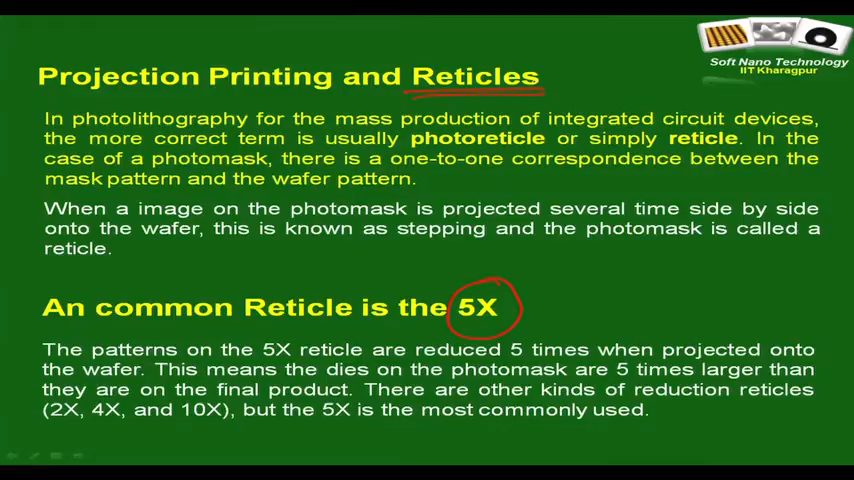 Soft Nano Technology
IIT Kharagpur
Projection Printing and Reticles
In photolithography for the mass production of integrated circuit devices,
the more correct term is usually photoreticle or simply reticle. In the
case of a photomask, there is a one-to-one correspondence between the
mask pattern and the wafer pattern.
When a image on the photomask is projected several time side by side
onto the wafer, this is known as stepping and the photomask is called a
reticle.
An common Reticle is the 5X
The patterns on the 5X reticle are reduced 5 times when projected onto
the wafer. This means the dies on the photomask are 5 times larger than
they are on the final product. There are other kinds of reduction reticles
(2X, 4X, and 10X), but the 5X is the most commonly used.